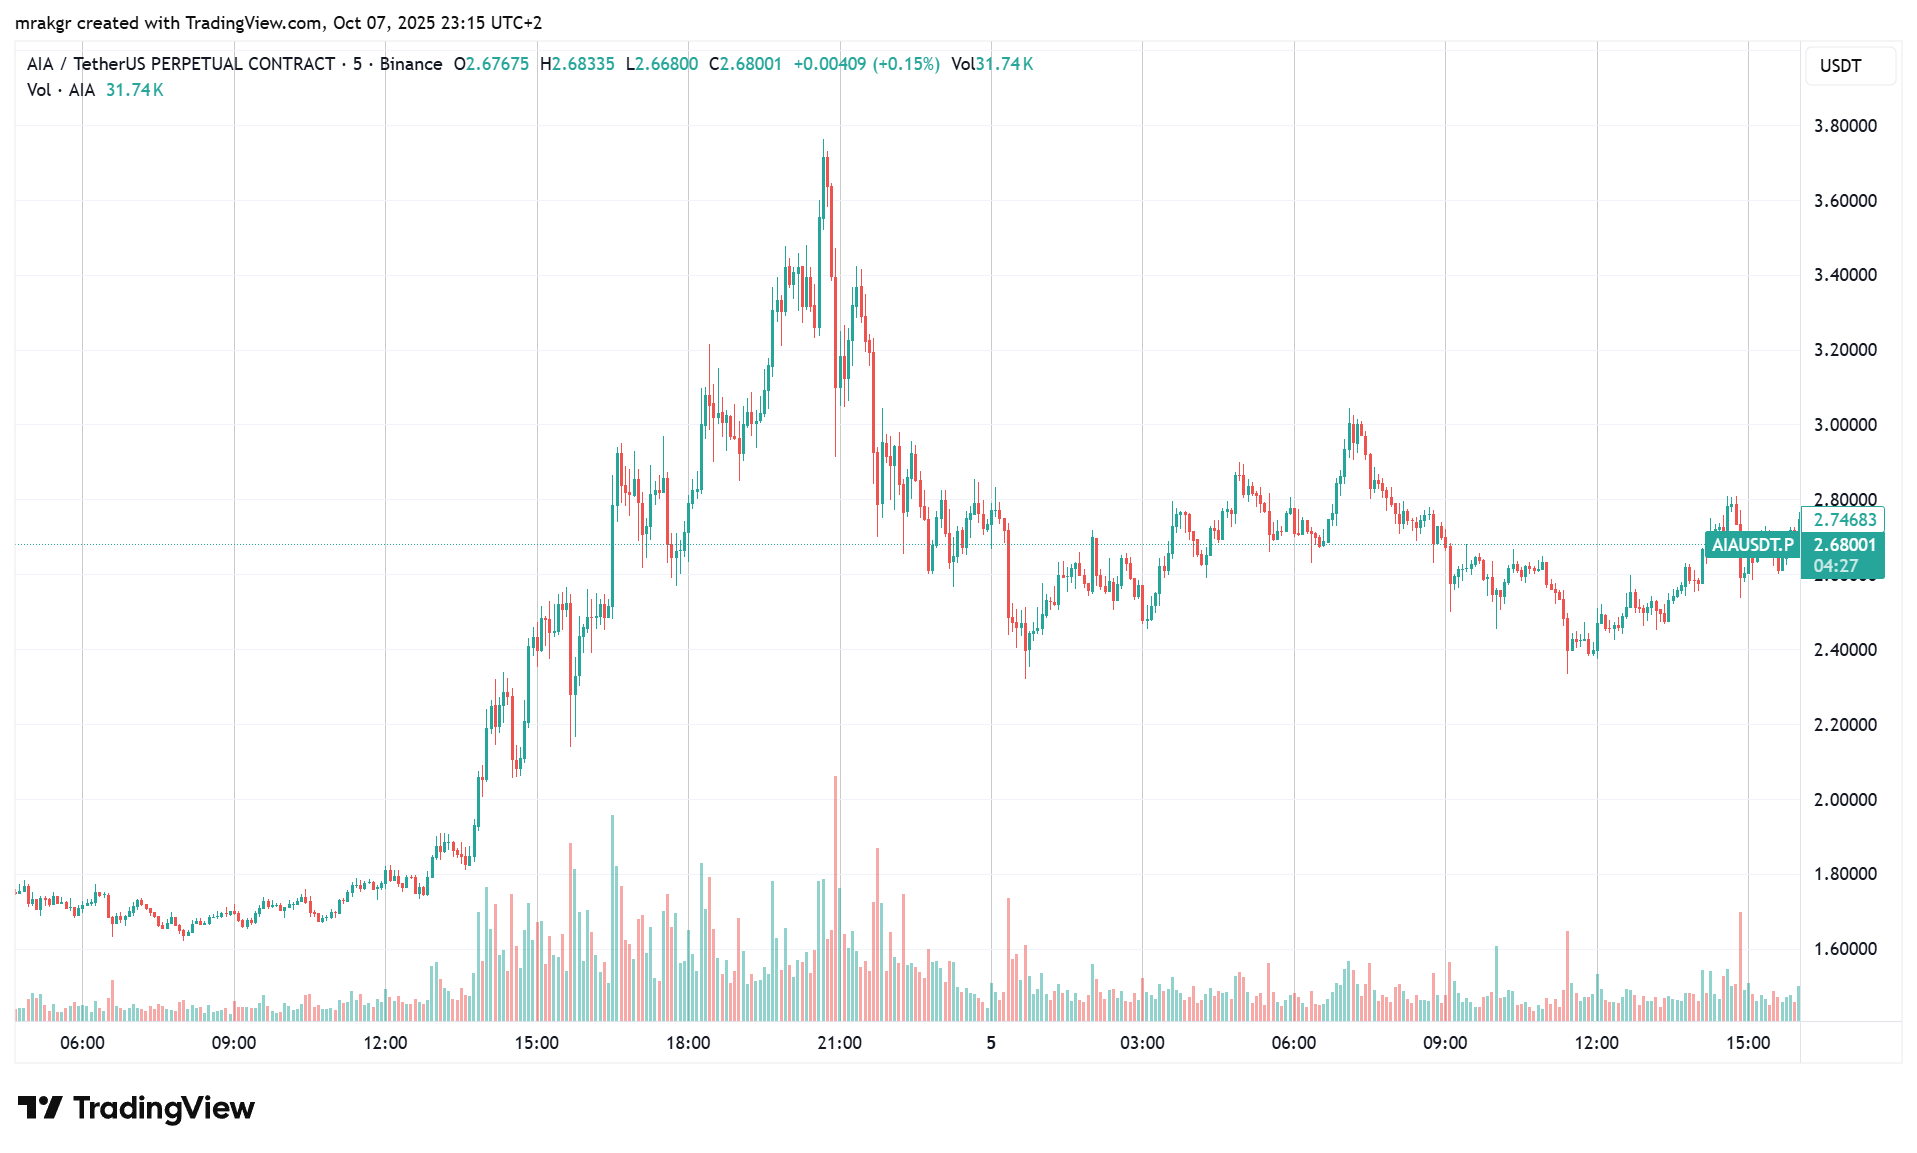 mrakgr created with TradingView.com, Oct 07, 2025 23:15 UTC+2
AIA / TetherUS PERPETUAL CONTRACT · 5 · Binance O2.67675 H2.68335 L2.66800 C2.68001 +0.00409 (+0.15%) Vol31.74K
Vol · AIA 31.74K
USDT
3.80000
3.60000
3.40000
3.20000
3.00000
2.80000
2.74683
AIAUSDT.P 2.68001
04:27
2.40000
2.20000
2.00000
1.80000
1.60000
06:00 09:00 12:00 15:00 18:00 21:00 5 03:00 06:00 09:00 12:00 15:00
TradingView